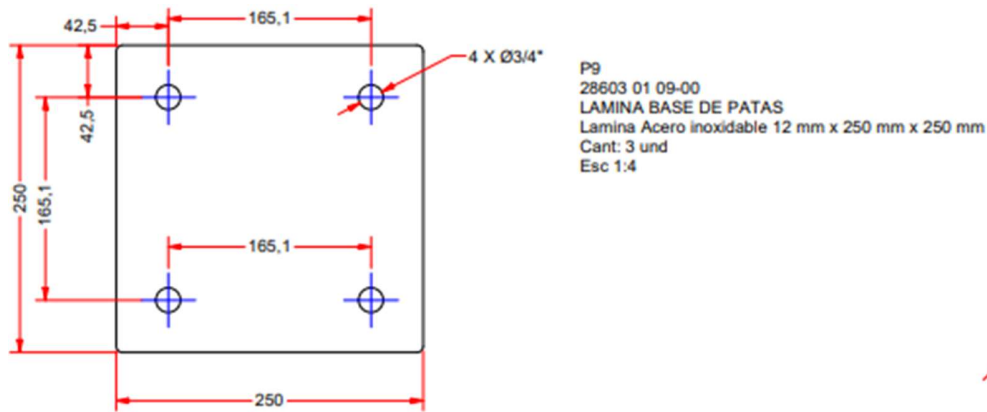 42,5
165,1
4 X Ø3/4"
P9
28603 01 09-00
LAMINA BASE DE PATAS
Lamina Acero inoxidable 12 mm x 250 mm x 250 mm
Cant: 3 und
Esc 1:4
42,5
250
165,1
165,1
250